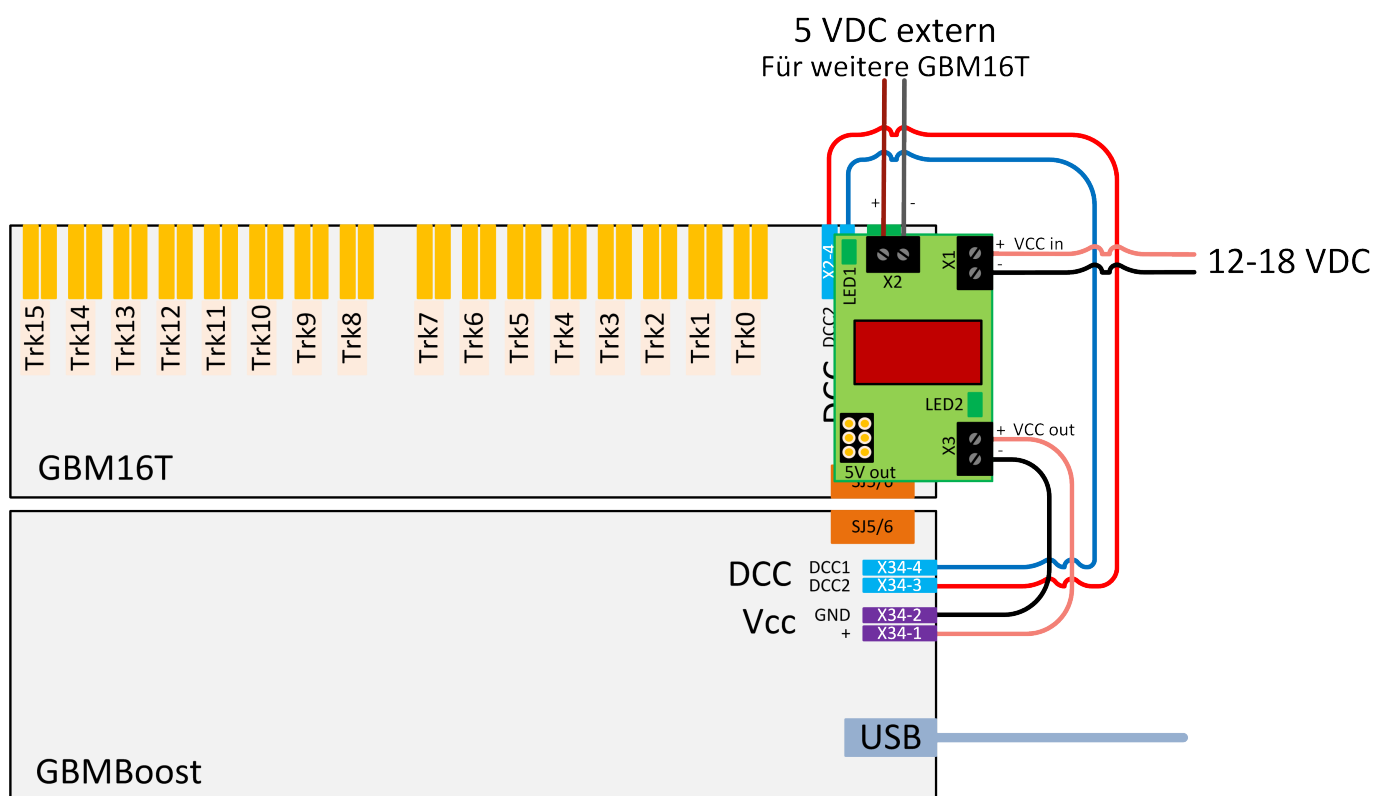 5 VDC extern
Für weitere GBM16T
+ -
+ VCC in
-
12-18 VDC
X1
X2
LED1
X2-4
DCC2
DCC
Trk15
Trk14
Trk13
Trk12
Trk11
Trk10
Trk9
Trk8
Trk7
Trk6
Trk5
Trk4
Trk3
Trk2
Trk1
Trk0
LED2
X3
+ VCC out
-
5V out
SJ5/6
GBM16T
SJ5/6
DCC
DCC1 X34-4
DCC2 X34-3
Vcc
GND X34-2
+ X34-1
USB
GBMBoost